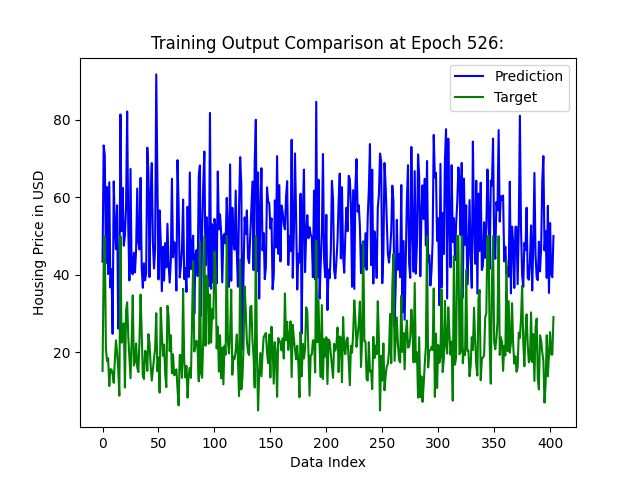 Training Output Comparison at Epoch 526:
Prediction
Target
Housing Price in USD
80
60
40
20
0 50 100 150 200 250 300 350 400
Data Index